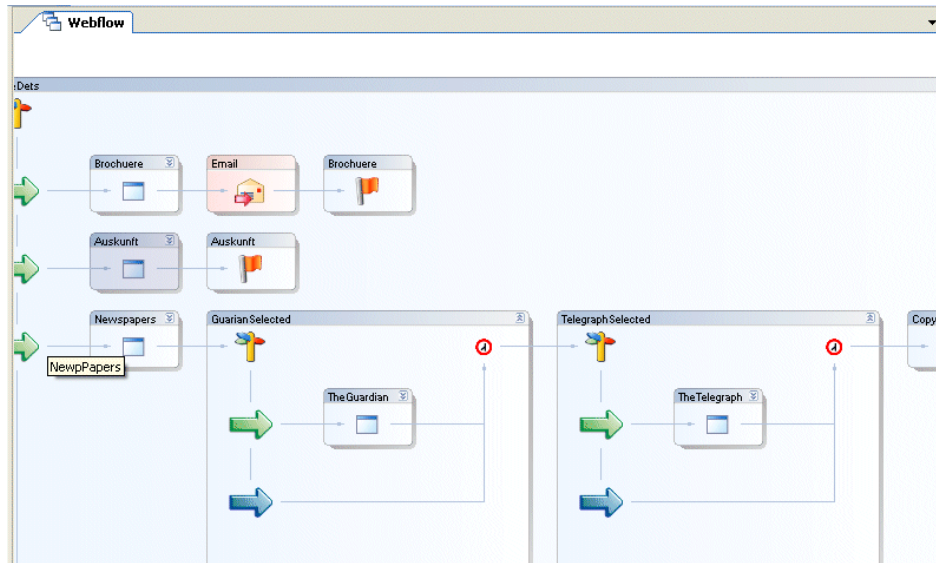 Webflow
Dets
Brochuere
Email
Brochuere
Auskunft
Auskunft
Newspapers
GuarianSelected
TelegraphSelected
Copy
NewpPapers
TheGuardian
TheTelegraph